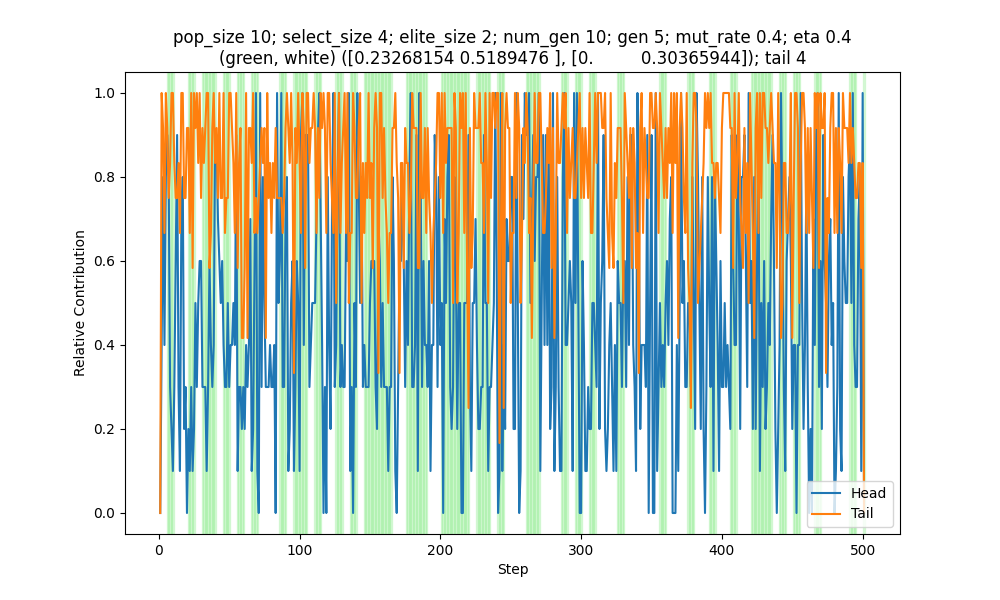 pop_size 10; select_size 4; elite_size 2; num_gen 10; gen 5; mut_rate 0.4; eta 0.4
(green, white) ([0.23268154 0.5189476 ], [0.         0.30365944]); tail 4
1.0
0.8
0.6
0.4
0.2
0.0
Relative Contribution
Head
Tail
0
100
200
300
400
500
Step